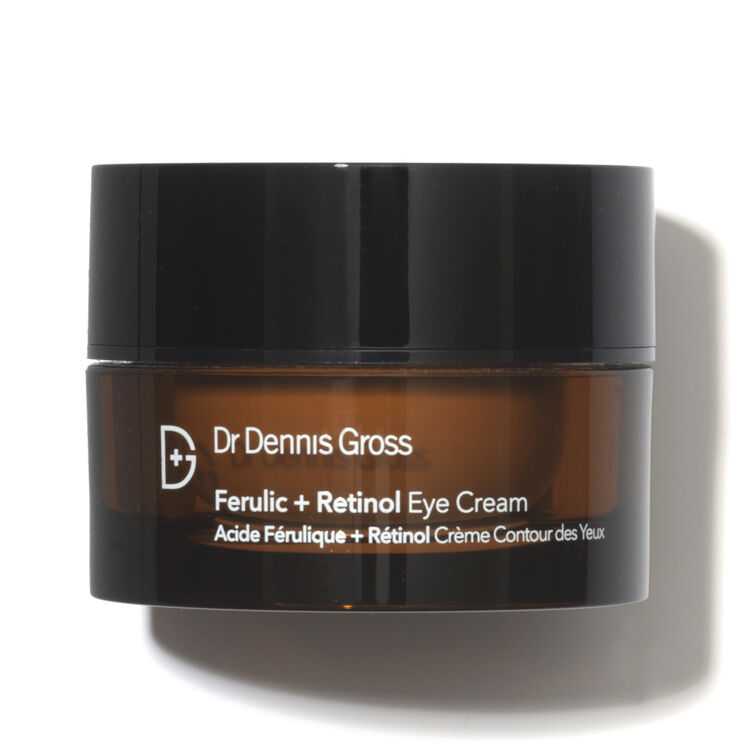 Dr Dennis Gross
Ferulic + Retinol Eye Cream
Acide Férulique + Rétinol Crème Contour des Yeux